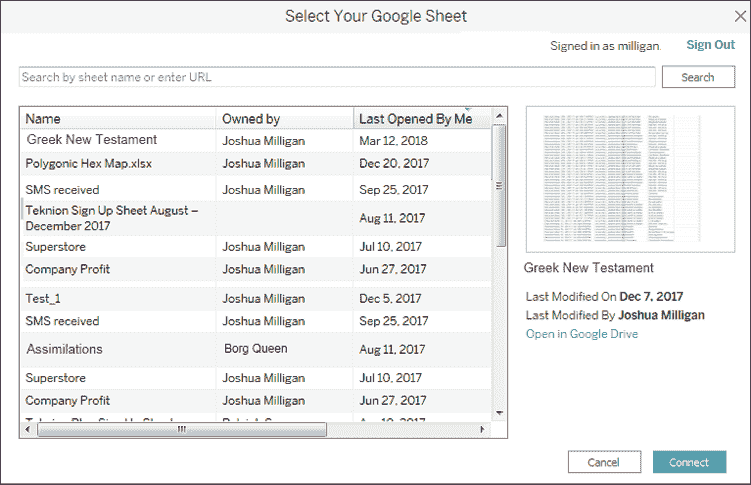 Select Your Google Sheet
Signed in as milligan. Sign Out
Search by sheet name or enter URL Search
Name Owned by Last Opened By Me
Greek New Testament Joshua Milligan Mar 12, 2018
Polygonic Hex Map.xlsx Joshua Milligan Dec 20, 2017
SMS received Joshua Milligan Sep 25, 2017
Teknion Sign Up Sheet August –
December 2017 Aug 11, 2017
Superstore Joshua Milligan Jul 10, 2017
Company Profit Joshua Milligan Jun 27, 2017
Test_1 Joshua Milligan Dec 5, 2017
SMS received Joshua Milligan Sep 25, 2017
Assimilations Borg Queen Aug 11, 2017
Superstore Joshua Milligan Jul 10, 2017
Company Profit Joshua Milligan Jun 27, 2017
Greek New Testament
Last Modified On Dec 7, 2017
Last Modified By Joshua Milligan
Open in Google Drive
Cancel Connect